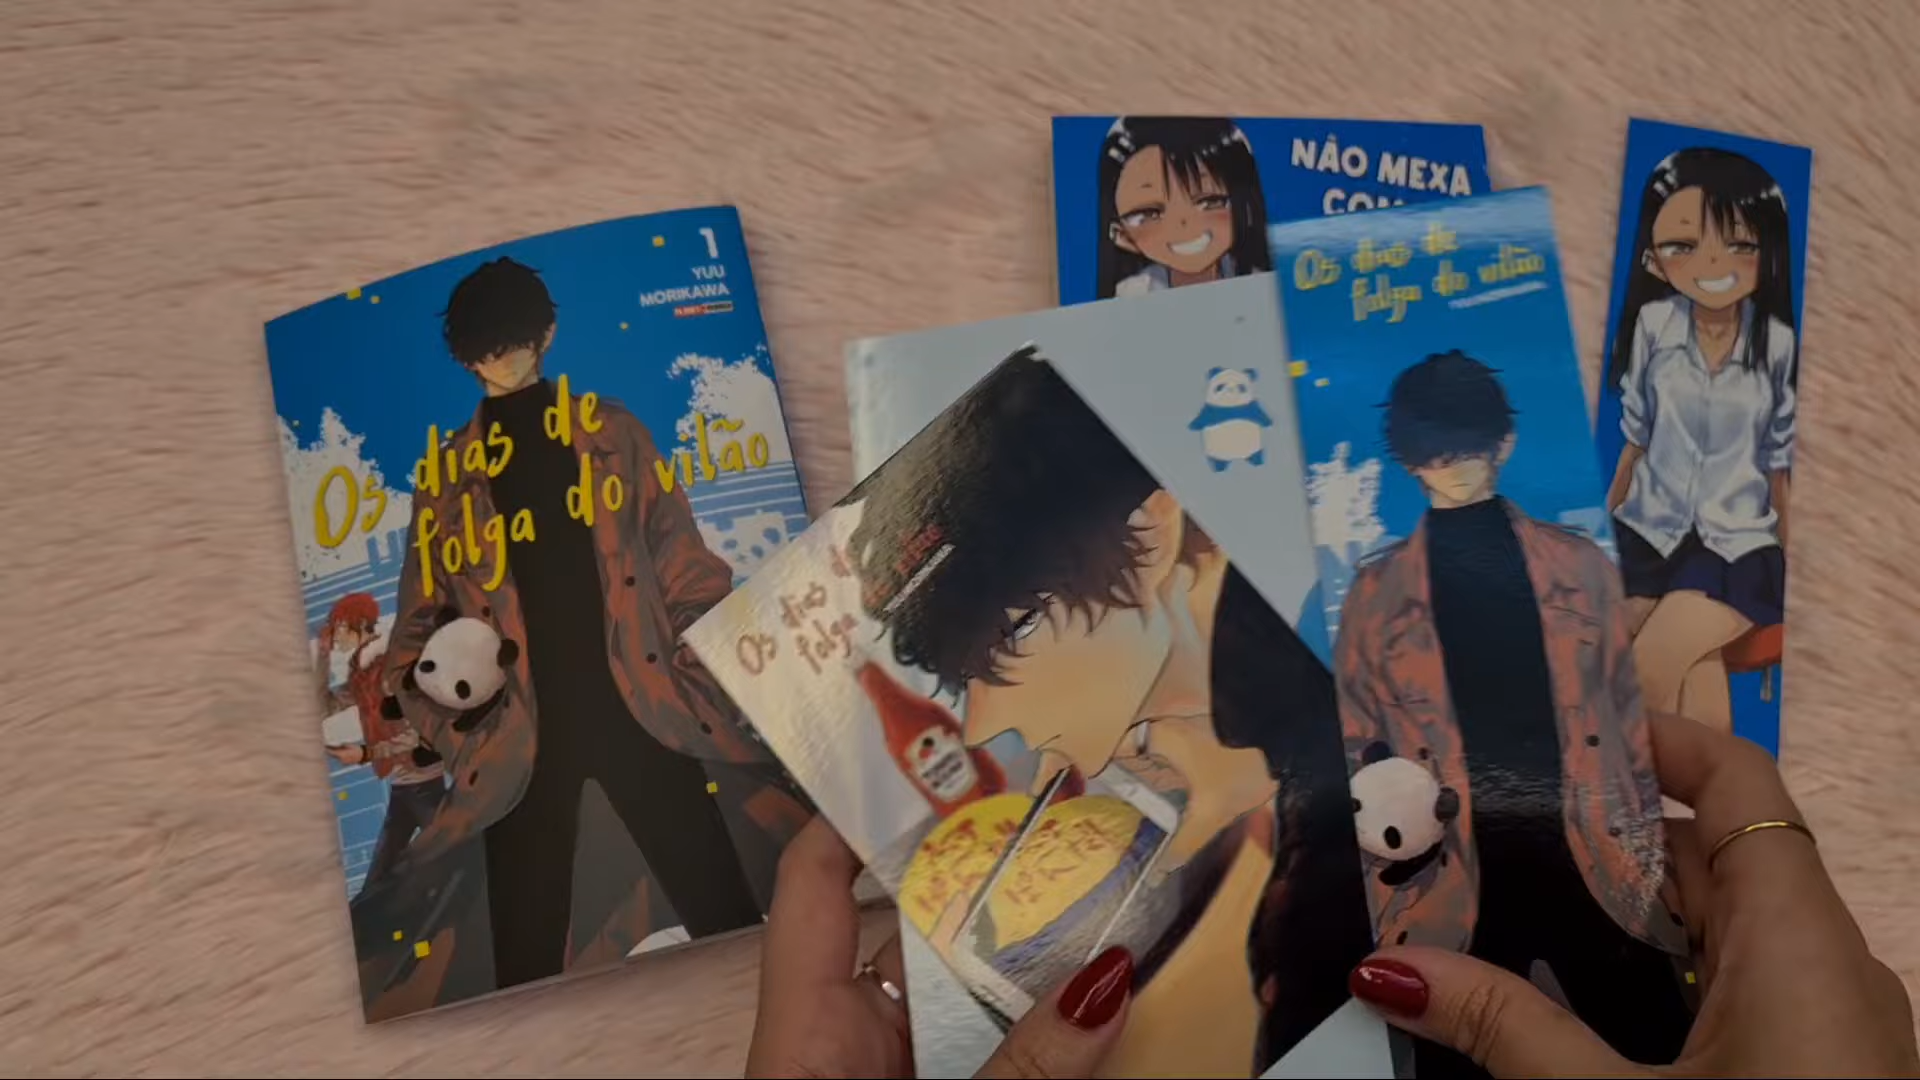 1
YUU
MORIKAWA
Os dias de
folga do vilão
NÃO MEXA
Os dias de
folga do vilão
Os dias de
folga